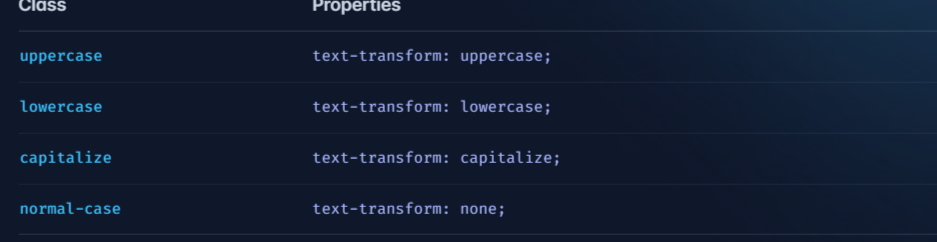 Class Properties
uppercase text-transform: uppercase;
lowercase text-transform: lowercase;
capitalize text-transform: capitalize;
normal-case text-transform: none;